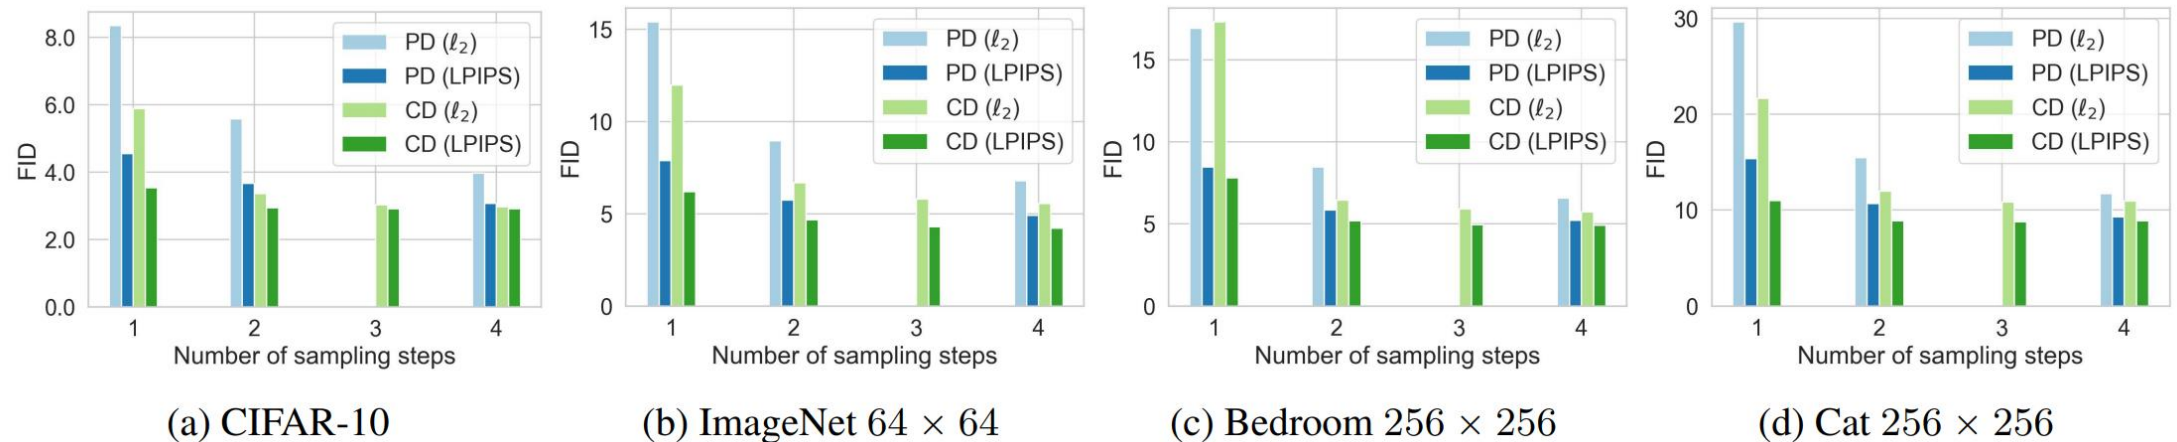 FID
8.0
6.0
4.0
2.0
0.0
PD (ℓ₂)
PD (LPIPS)
CD (ℓ₂)
CD (LPIPS)
1 2 3 4
Number of sampling steps
(a) CIFAR-10
FID
15
10
5
0
PD (ℓ₂)
PD (LPIPS)
CD (ℓ₂)
CD (LPIPS)
1 2 3 4
Number of sampling steps
(b) ImageNet 64 × 64
FID
15
10
5
0
PD (ℓ₂)
PD (LPIPS)
CD (ℓ₂)
CD (LPIPS)
1 2 3 4
Number of sampling steps
(c) Bedroom 256 × 256
FID
30
20
10
0
PD (ℓ₂)
PD (LPIPS)
CD (ℓ₂)
CD (LPIPS)
1 2 3 4
Number of sampling steps
(d) Cat 256 × 256